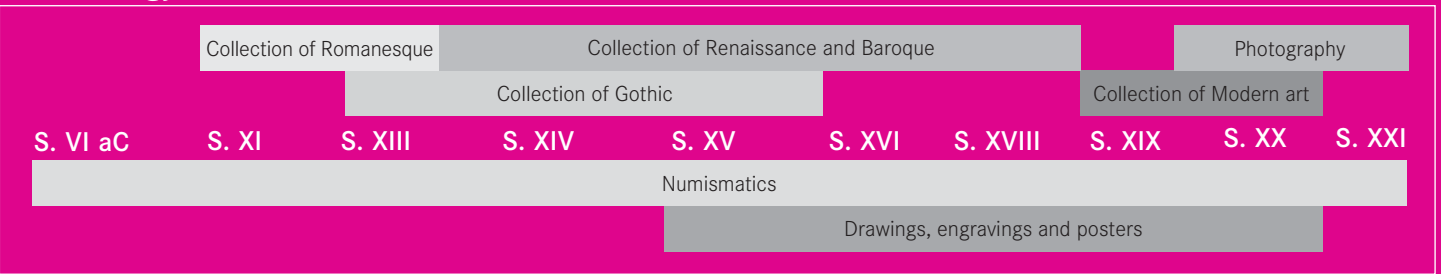 Collection of Romanesque Collection of Renaissance and Baroque Photography
Collection of Gothic Collection of Modern art
S. VI aC S. XI S. XIII S. XIV S. XV S. XVI S. XVIII S. XIX S. XX S. XXI
Numismatics
Drawings, engravings and posters